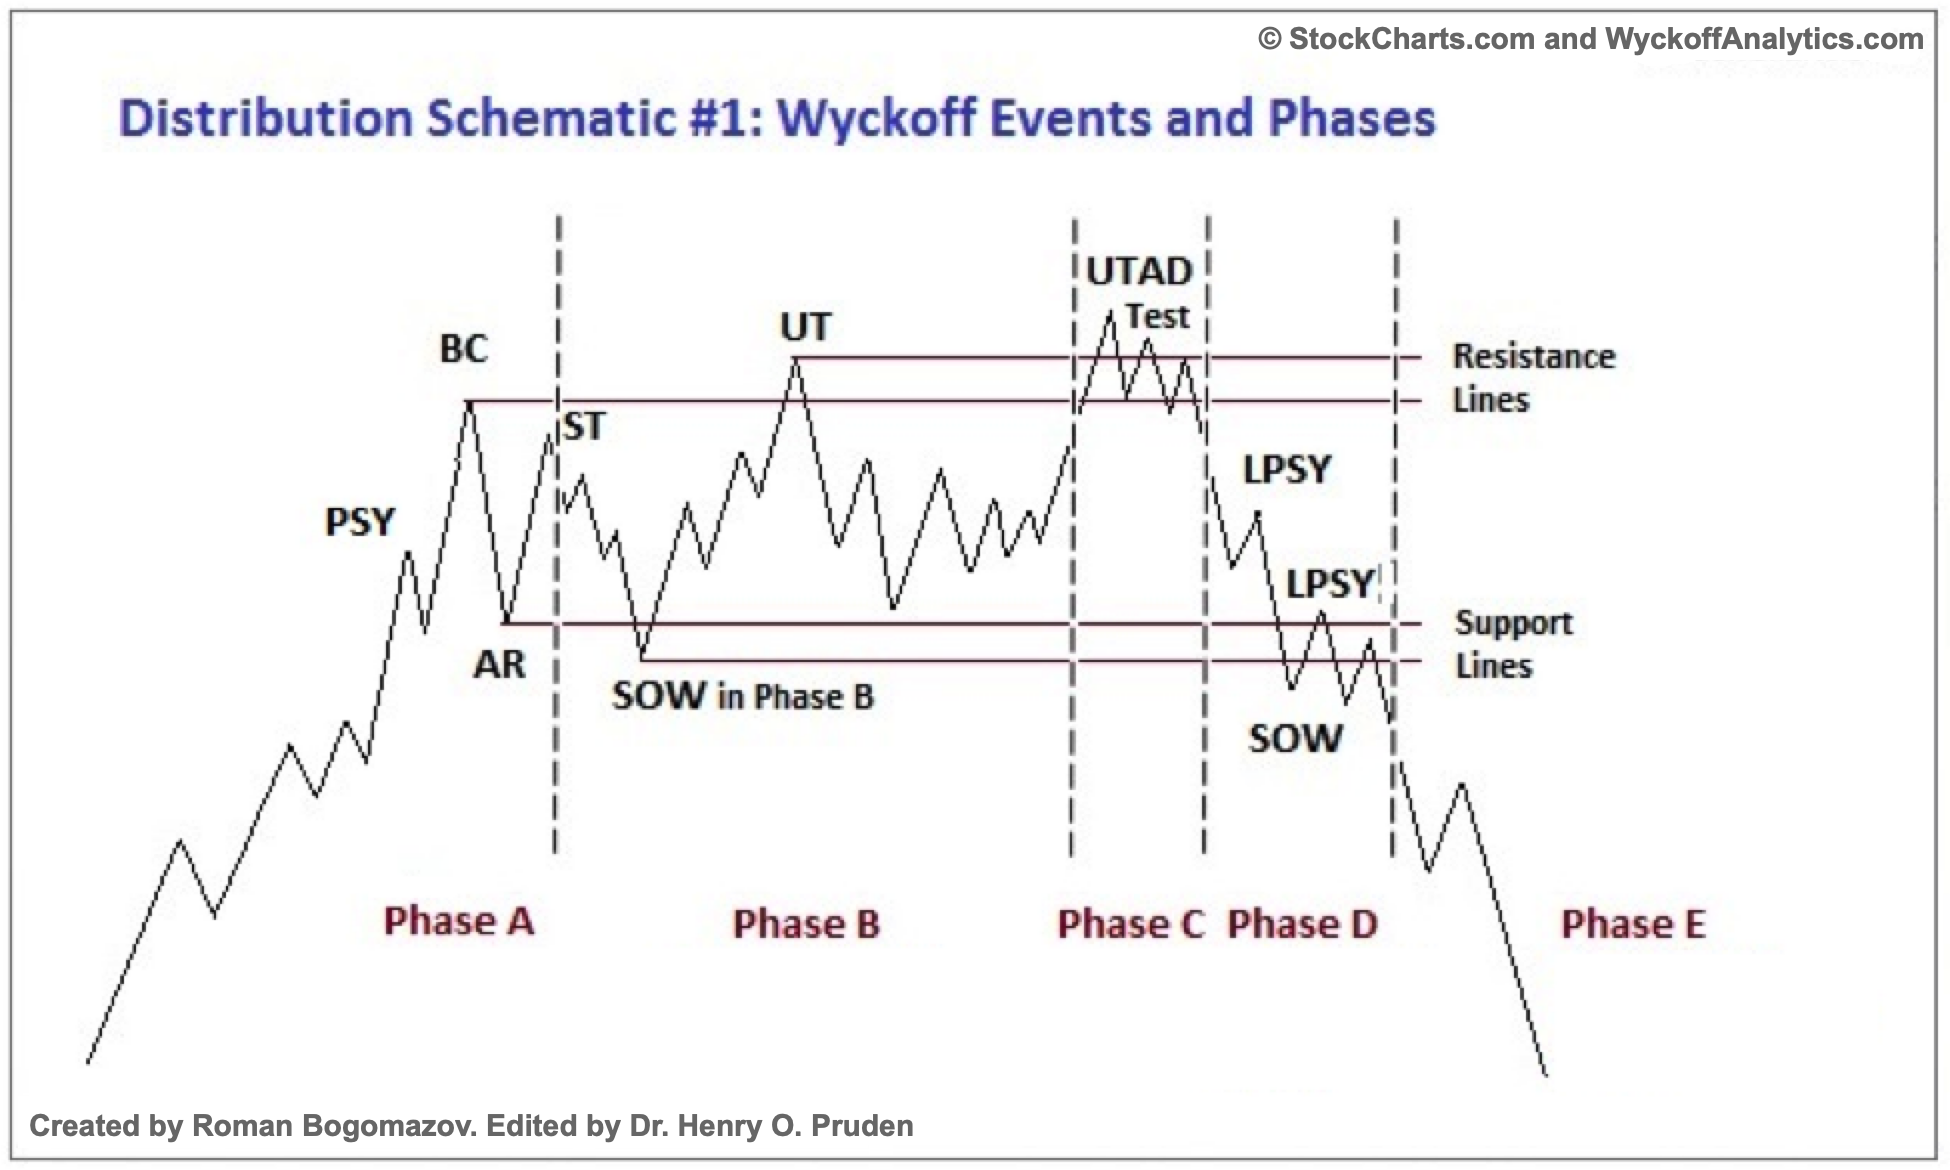 © StockCharts.com and WyckoffAnalytics.com
Distribution Schematic #1: Wyckoff Events and Phases
UTAD
Test
UT
BC
Resistance
Lines
ST
LPSY
PSY
LPSY
Support
Lines
AR
SOW in Phase B
SOW
Phase A
Phase B
Phase C
Phase D
Phase E
Created by Roman Bogomazov. Edited by Dr. Henry O. Pruden